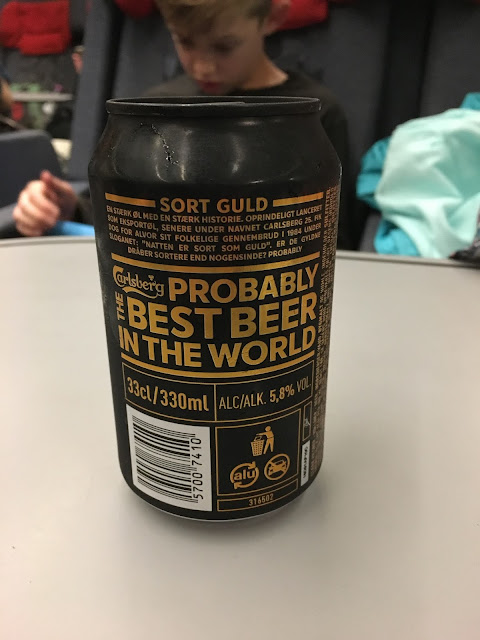 SORT GULD
EN STÆRK ØL MED EN STÆRK HISTORIE. OPRINDELIGT LANCERET
SOM EKSPORTØL, SENERE UNDER NAVNET CARLSBERG 25. FIK
DOG FOR ALVOR SIT FOLKELIGE GENNEMBRUD I 1984 UNDER
SLOGANET: "NATTEN ER SORT SOM GULD". ER DE GYLDNE
DRÅBER SORTERE END NOGENSINDE? PROBABLY
Carlsberg PROBABLY
THE BEST BEER
IN THE WORLD
33cl/330ml
ALC/ALK. 5,8% VOL
5700 7410
alu
316502